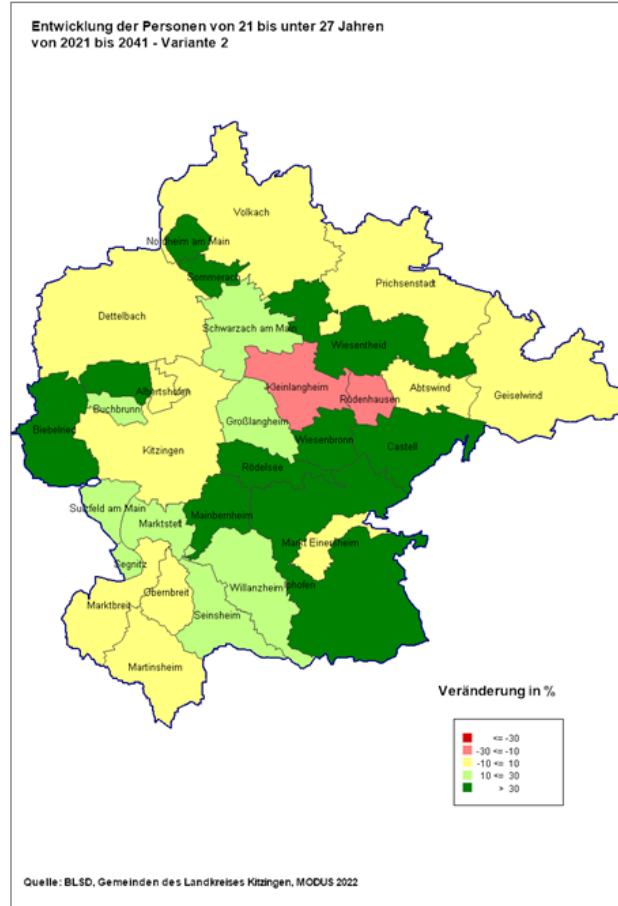 Entwicklung der Personen von 21 bis unter 27 Jahren
von 2021 bis 2041 - Variante 2
Volkach
Nordheim am Main
Sommerach
Prichsenstadt
Dettelbach
Schwarzach am Main
Wiesentheid
Kleinlangheim
Rödenhausen
Abtswind
Geiselwind
Albertshofen
Buchbrunn
Biebelried
Großlangheim
Wiesenbronn
Castell
Kitzingen
Rödelsee
Sulzfeld am Main
Mainbernheim
Marktsteft
Markt Einersheim
Segnitz
Willanzheim
phofen
Obernbreit
Marktbreit
Seinsheim
Martinsheim
Veränderung in %
<= -30
-30 <= -10
-10 <= 10
10 <= 30
> 30
Quelle: BLSD, Gemeinden des Landkreises Kitzingen, MODUS 2022